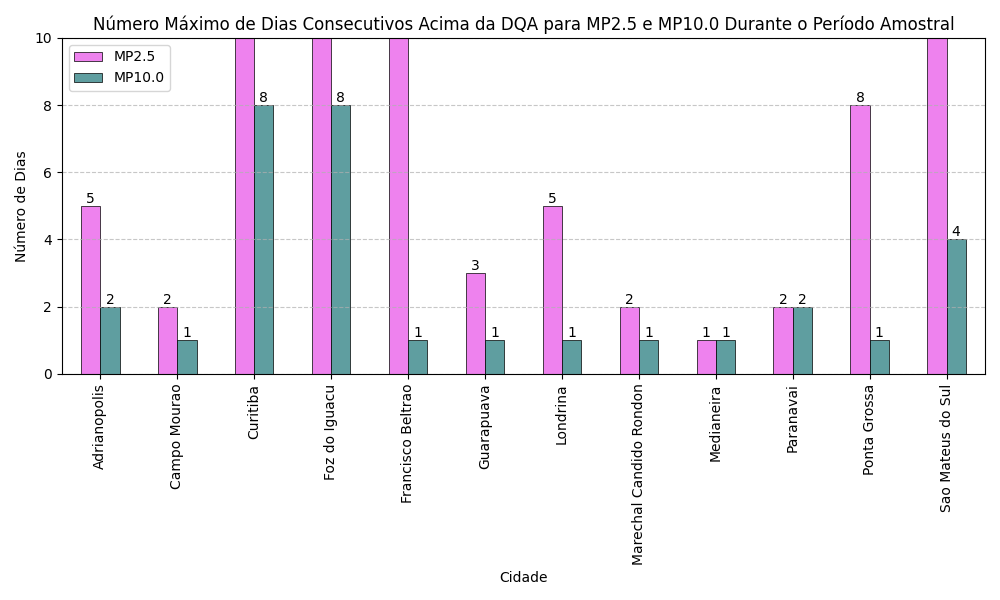 Número Máximo de Dias Consecutivos Acima da DQA para MP2.5 e MP10.0 Durante o Período Amostral
MP2.5
MP10.0
Número de Dias
10
8
6
4
2
0
5 2
2 1
8
8
1
3 1
5 1
2 1
1 1
2 2
8 1
4
Adrianopolis
Campo Mourao
Curitiba
Foz do Iguacu
Francisco Beltrao
Guarapuava
Londrina
Marechal Candido Rondon
Medianeira
Paranavai
Ponta Grossa
Sao Mateus do Sul
Cidade